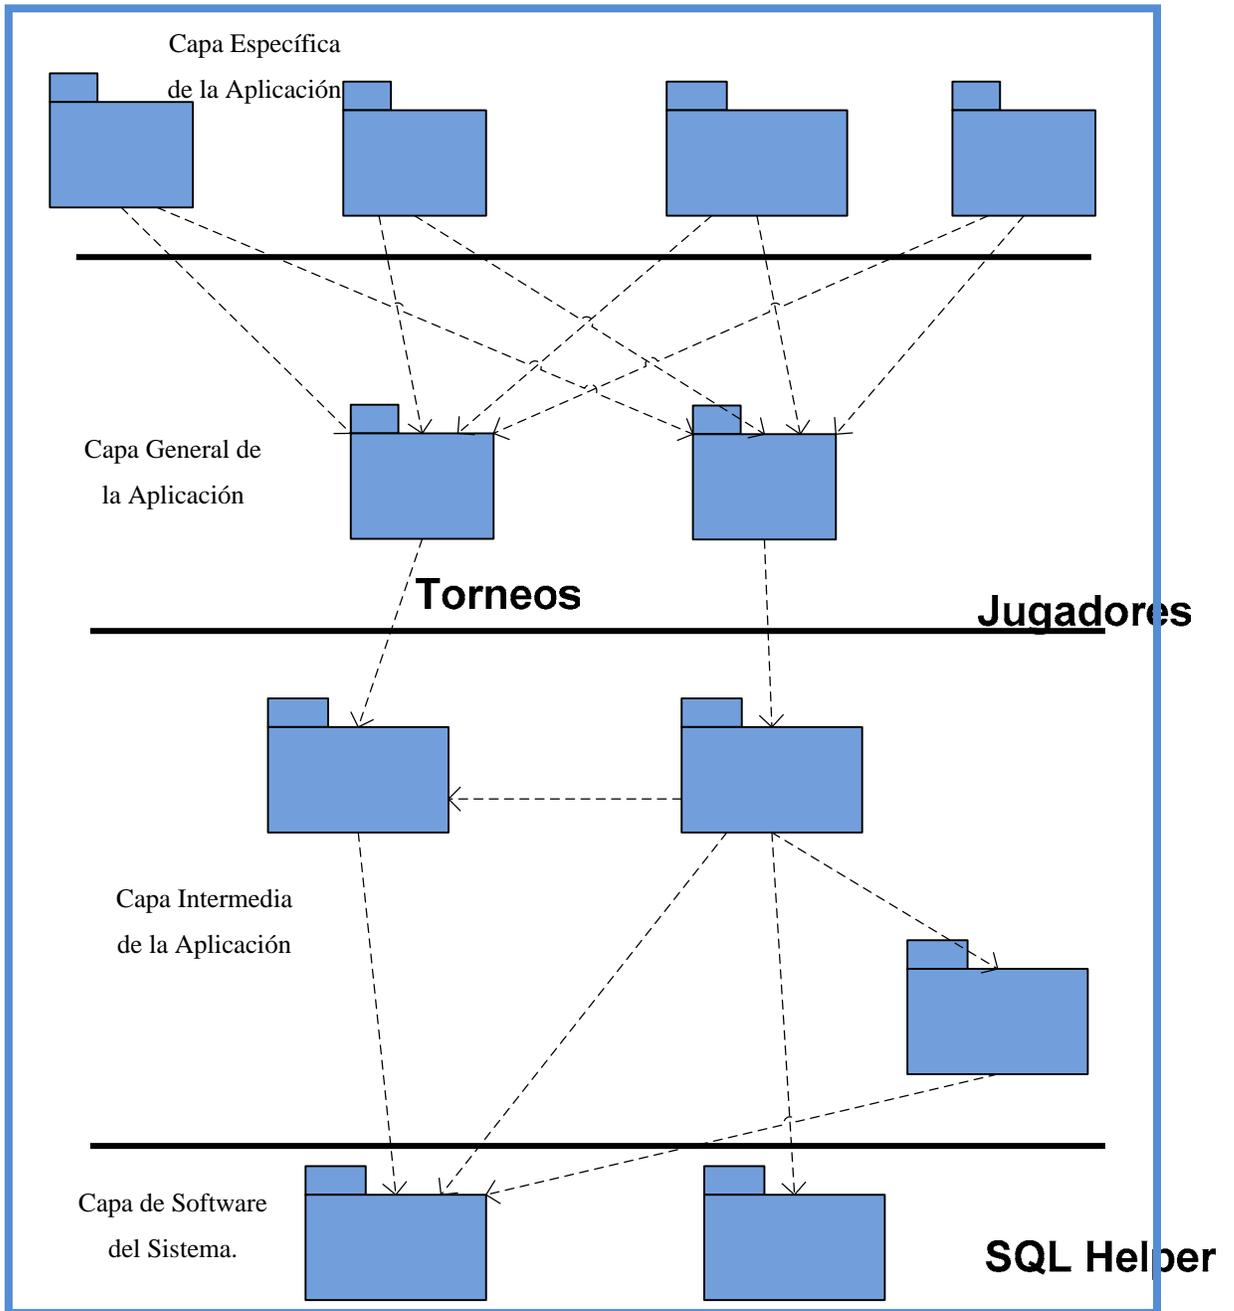 Capa Específica
de la Aplicación
Capa General de
la Aplicación
Torneos
Jugadores
Capa Intermedia
de la Aplicación
Capa de Software
del Sistema.
SQL Helper